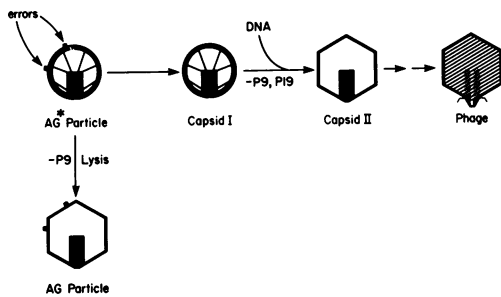 errors
DNA
-P9, P19
AG* Particle
Capsid I
Capsid II
Phage
-P9 Lysis
AG Particle